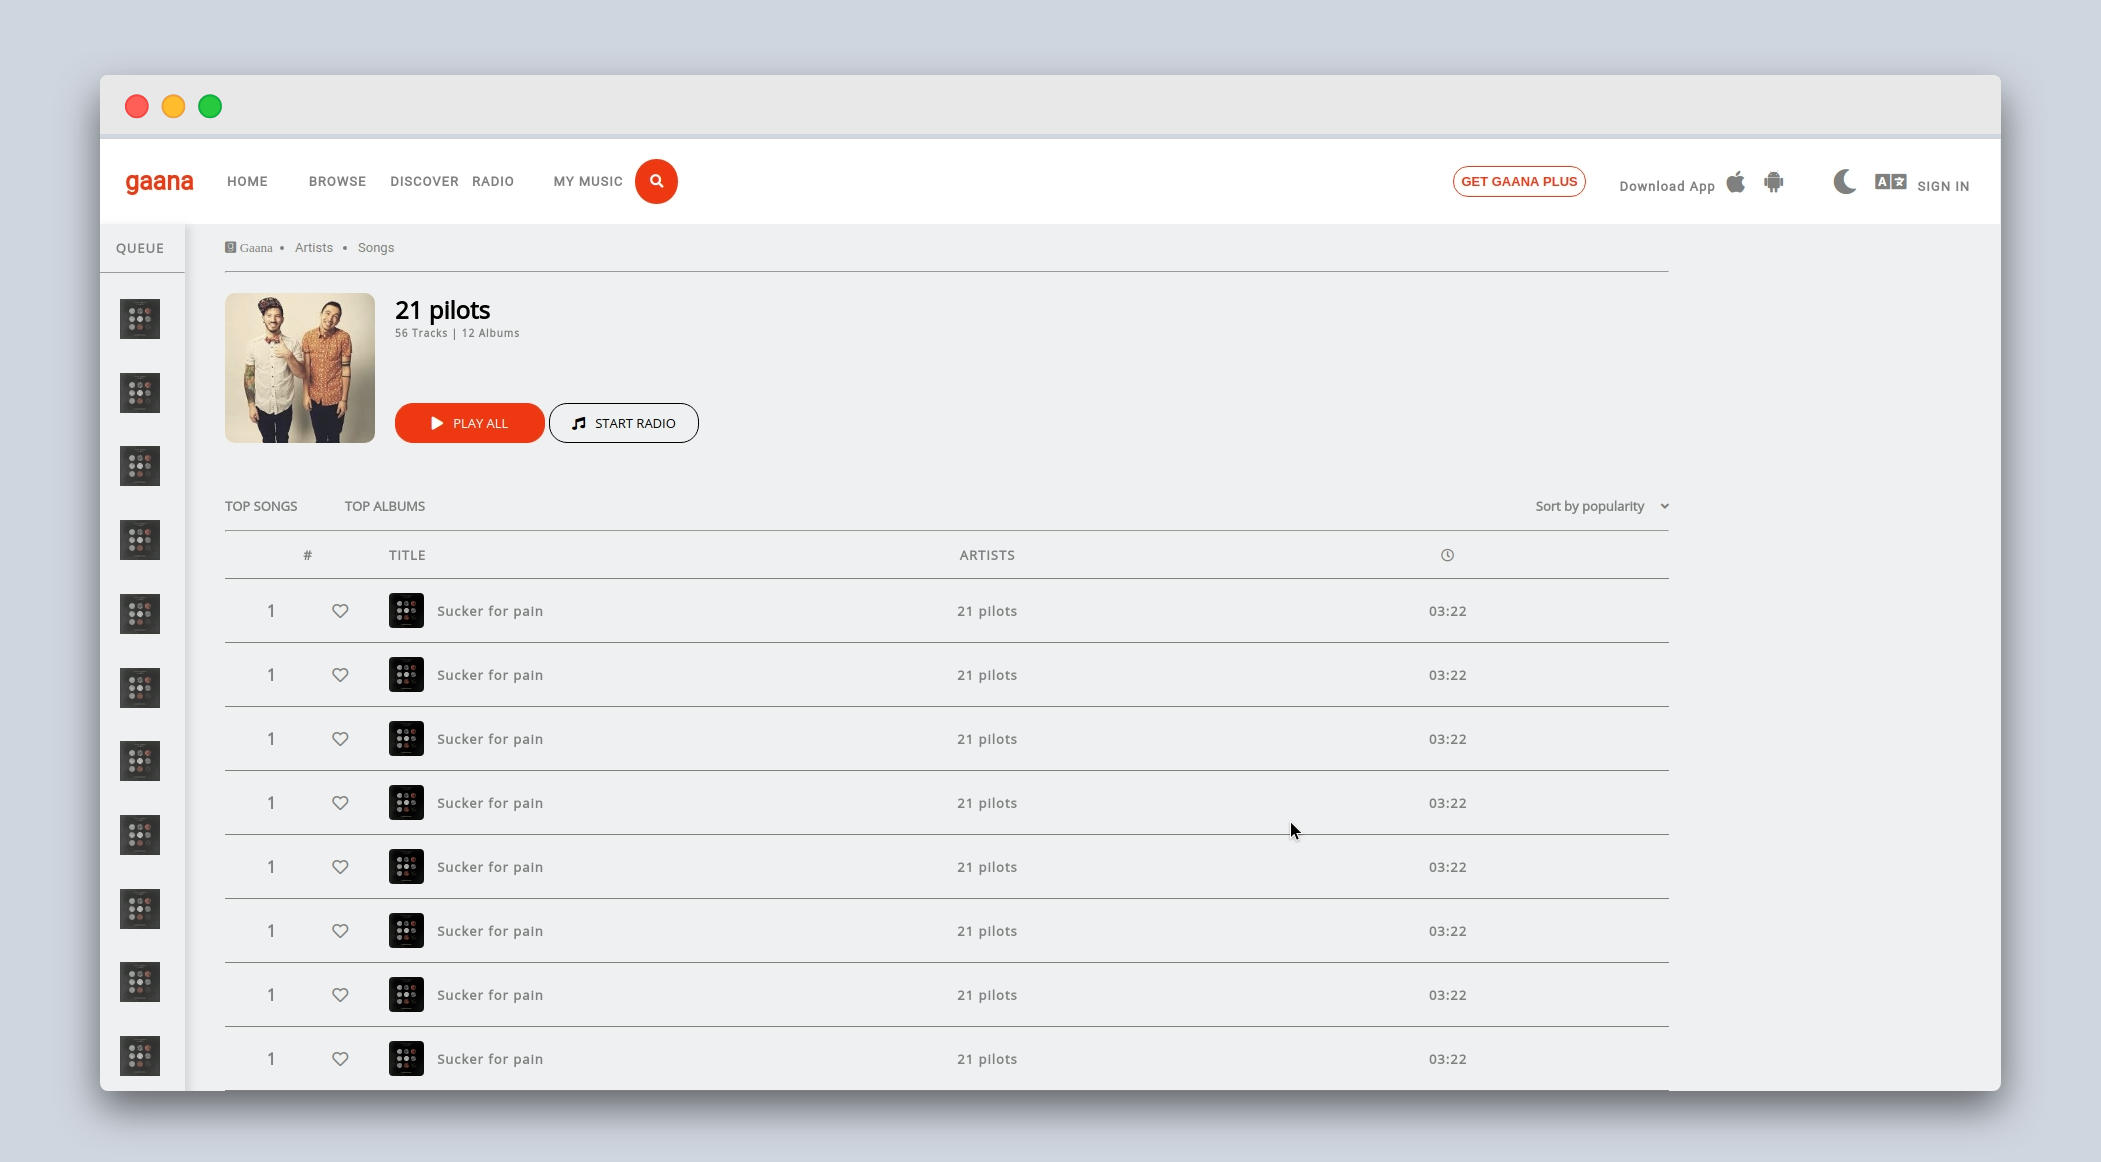 gaana HOME BROWSE DISCOVER RADIO MY MUSIC GET GAANA PLUS Download App SIGN IN
QUEUE
Gaana • Artists • Songs
21 pilots
56 Tracks | 12 Albums
PLAY ALL START RADIO
TOP SONGS TOP ALBUMS Sort by popularity
# TITLE ARTISTS
1 Sucker for pain 21 pilots 03:22
1 Sucker for pain 21 pilots 03:22
1 Sucker for pain 21 pilots 03:22
1 Sucker for pain 21 pilots 03:22
1 Sucker for pain 21 pilots 03:22
1 Sucker for pain 21 pilots 03:22
1 Sucker for pain 21 pilots 03:22
1 Sucker for pain 21 pilots 03:22